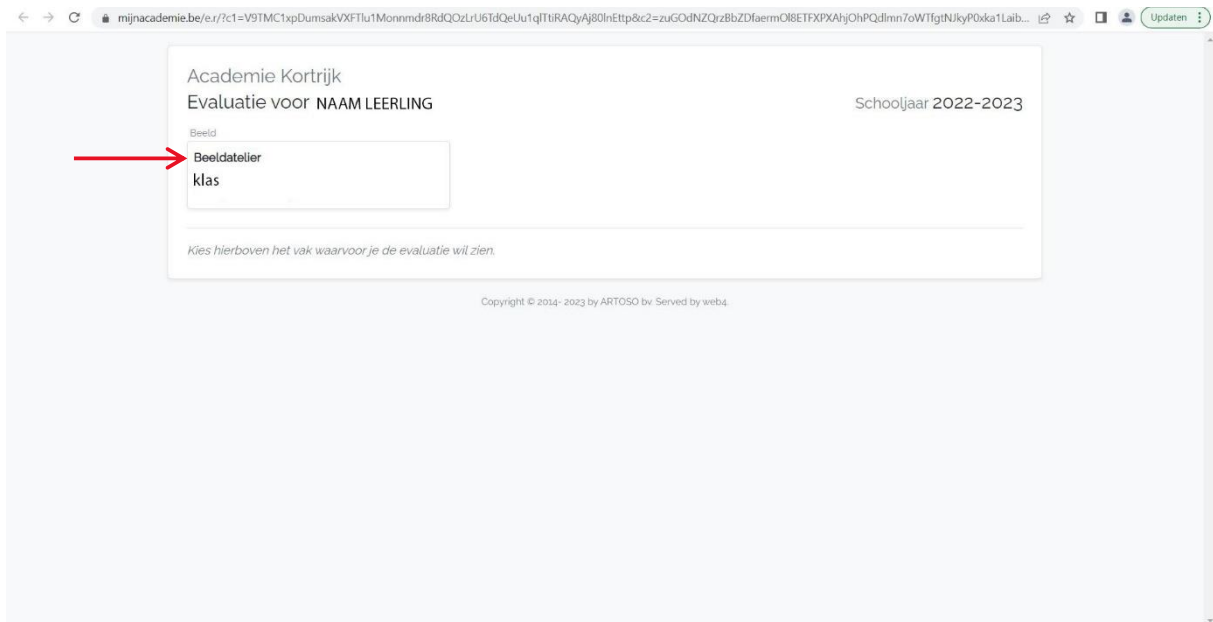 mijnacademie.be/e.r/?c1=V9TMC1xpDumsakVXFTlu1Monnmdr8RdQOzLrU6TdQeUu1qlTtiRAQyAj80lnEttp&c2=zuGOdNZQrzBbZDfaermOl8ETFXPXAhjOhPQdlmn7oWTfgtNJkyP0xka1Laib...
Updaten
Academie Kortrijk
Evaluatie voor NAAM LEERLING
Schooljaar 2022-2023
Beeld
Beeldatelier
klas
Kies hierboven het vak waarvoor je de evaluatie wil zien.
Copyright © 2014- 2023 by ARTOSO bv. Served by web4.